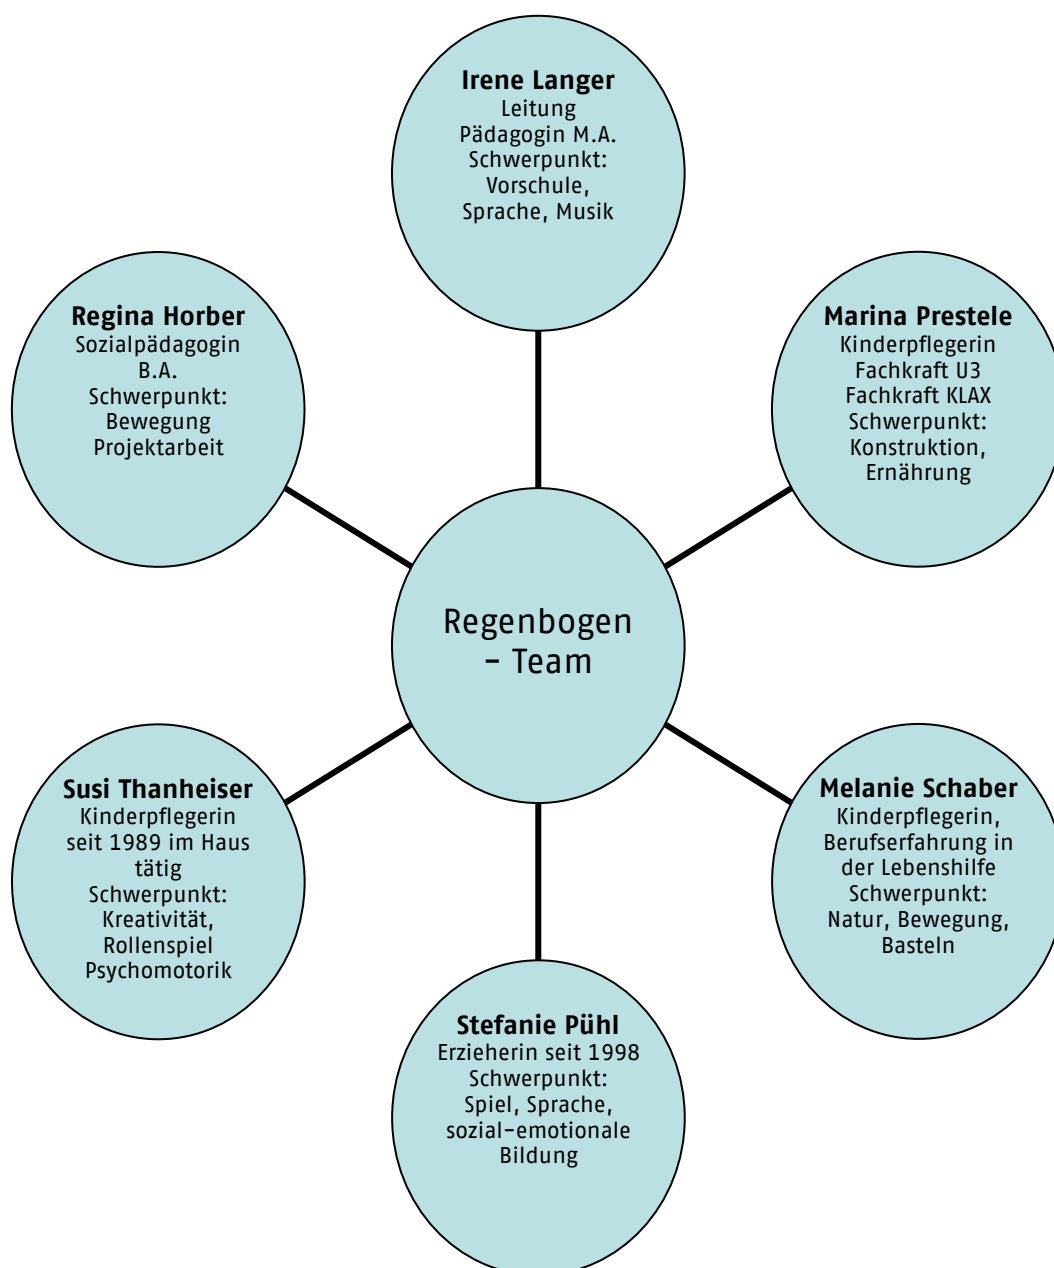 Irene Langer
Leitung
Pädagogin M.A.
Schwerpunkt:
Vorschule,
Sprache, Musik
Regina Horber
Sozialpädagogin
B.A.
Schwerpunkt:
Bewegung
Projektarbeit
Marina Prestele
Kinderpflegerin
Fachkraft U3
Fachkraft KLAX
Schwerpunkt:
Konstruktion,
Ernährung
Regenbogen
- Team
Susi Thanheiser
Kinderpflegerin
seit 1989 im Haus
tätig
Schwerpunkt:
Kreativität,
Rollenspiel
Psychomotorik
Melanie Schaber
Kinderpflegerin,
Berufserfahrung in
der Lebenshilfe
Schwerpunkt:
Natur, Bewegung,
Basteln
Stefanie Pühl
Erzieherin seit 1998
Schwerpunkt:
Spiel, Sprache,
sozial-emotionale
Bildung